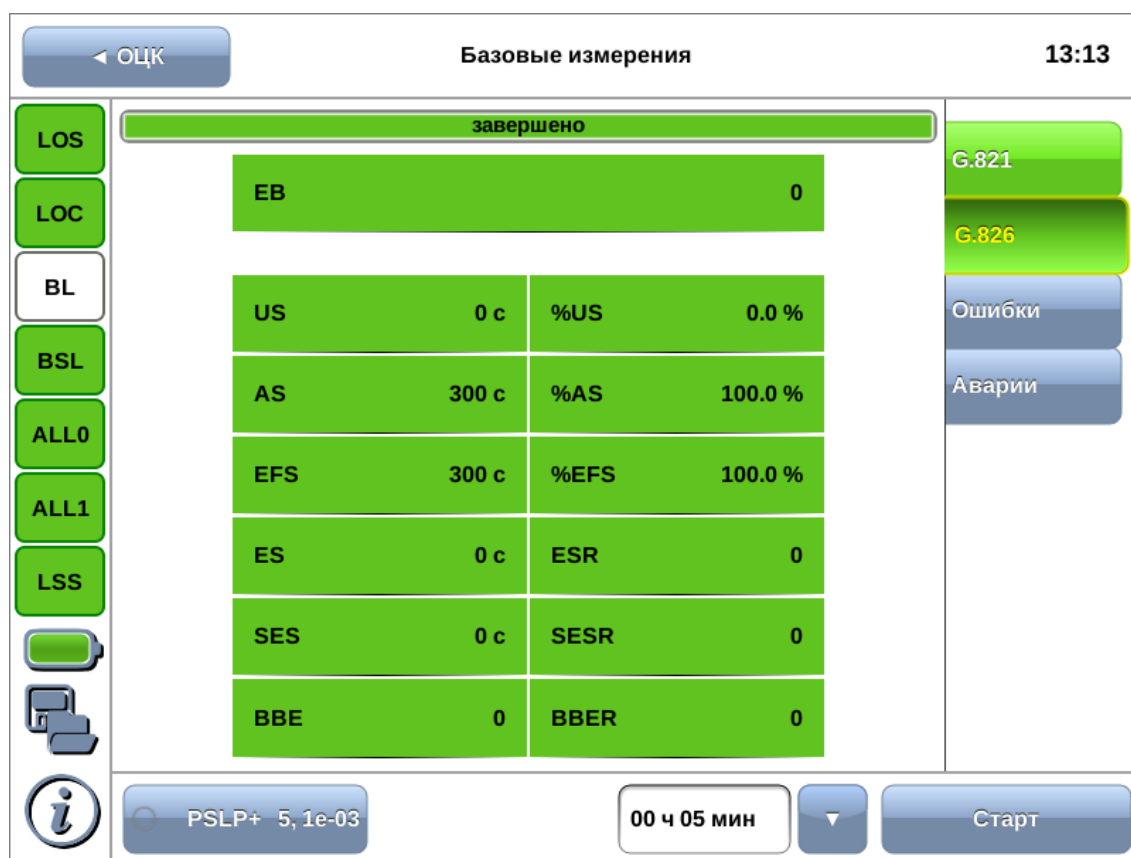 ◄ ОЦК Базовые измерения 13:13
LOS
LOC
BL
BSL
ALL0
ALL1
LSS
завершено
EB 0
US 0 с %US 0.0 %
AS 300 с %AS 100.0 %
EFS 300 с %EFS 100.0 %
ES 0 с ESR 0
SES 0 с SESR 0
BBE 0 BBER 0
G.821
G.826
Ошибки
Аварии
i
PSLP+ 5, 1e-03 00 ч 05 мин ▼ Старт